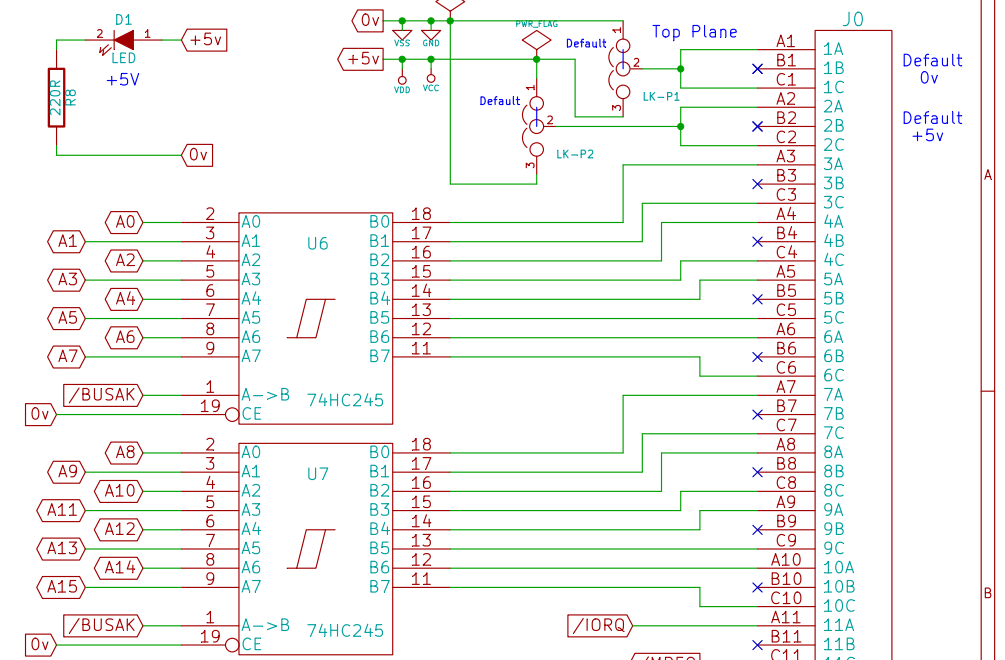 D1
2
1
LED
+5V
+5v
220R
R8
0v
0v
VSS
GND
PWR_FLAG
+5v
VDD
VCC
Default
1
2
3
LK-P1
Default
1
2
3
LK-P2
Top Plane
J0
Default
0v
Default
+5v
A1 1A
B1 1B
C1 1C
A2 2A
B2 2B
C2 2C
A3 3A
B3 3B
C3 3C
A4 4A
B4 4B
C4 4C
A5 5A
B5 5B
C5 5C
A6 6A
B6 6B
C6 6C
A7 7A
B7 7B
C7 7C
A8 8A
B8 8B
C8 8C
A9 9A
B9 9B
C9 9C
A10 10A
B10 10B
C10 10C
A11 11A
B11 11B
C11
A
B
U6
A0 2 A0 B0 18
A1 3 A1 B1 17
A2 4 A2 B2 16
A3 5 A3 B3 15
A4 6 A4 B4 14
A5 7 A5 B5 13
A6 8 A6 B6 12
A7 9 A7 B7 11
/BUSAK 1 A->B 74HC245
0v 19 CE
U7
A8 2 A0 B0 18
A9 3 A1 B1 17
A10 4 A2 B2 16
A11 5 A3 B3 15
A12 6 A4 B4 14
A13 7 A5 B5 13
A14 8 A6 B6 12
A15 9 A7 B7 11
/BUSAK 1 A->B 74HC245
0v 19 CE
/IORQ